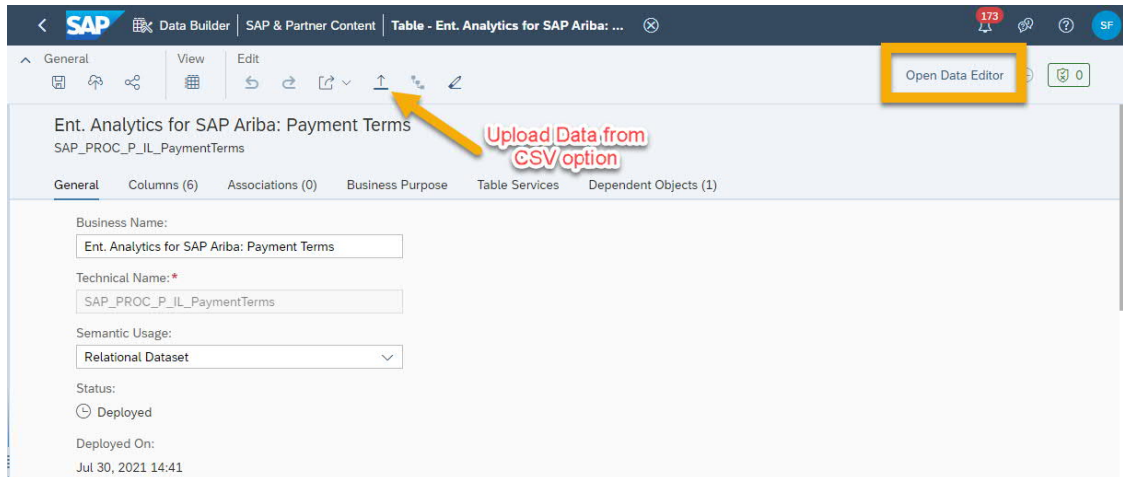 SAP Data Builder SAP & Partner Content Table - Ent. Analytics for SAP Ariba: ... 173 SF
General View Edit
Open Data Editor 0
Ent. Analytics for SAP Ariba: Payment Terms
SAP_PROC_P_IL_PaymentTerms
Upload Data from
CSV option
General Columns (6) Associations (0) Business Purpose Table Services Dependent Objects (1)
Business Name:
Ent. Analytics for SAP Ariba: Payment Terms
Technical Name:*
SAP_PROC_P_IL_PaymentTerms
Semantic Usage:
Relational Dataset
Status:
Deployed
Deployed On:
Jul 30, 2021 14:41